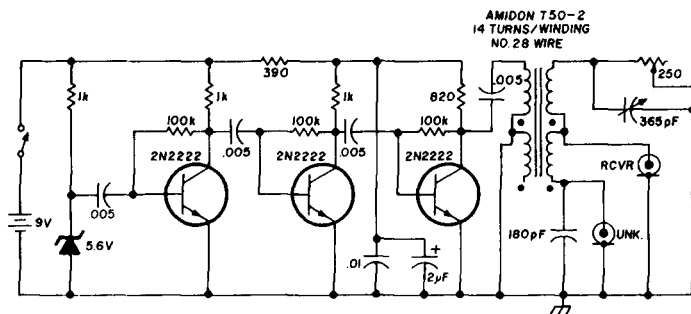 AMIDON T50-2
14 TURNS/WINDING
NO. 28 WIRE
390
.005
250
1k
1k
1k
820
365pF
100k
.005
100k
.005
100k
2N2222
2N2222
2N2222
RCVR
.005
9V
5.6V
.01
+
2µF
180pF
UNK.